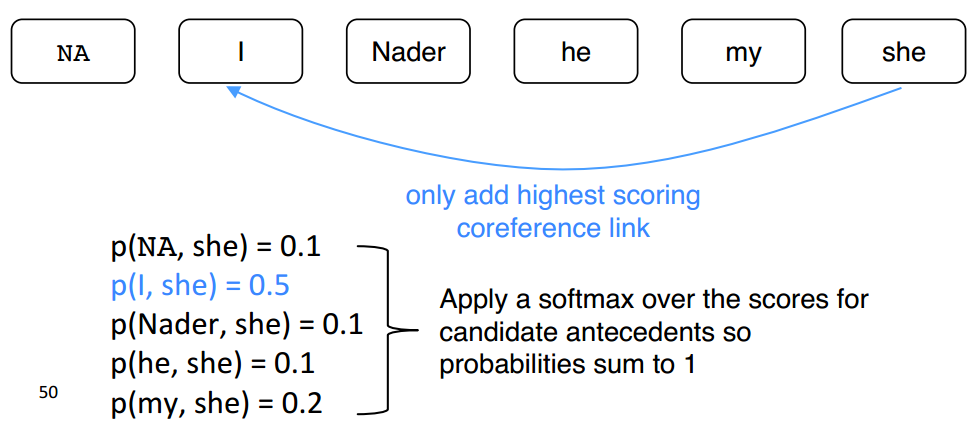 NA I Nader he my she
only add highest scoring
coreference link
p(NA, she) = 0.1
p(I, she) = 0.5
p(Nader, she) = 0.1
p(he, she) = 0.1
p(my, she) = 0.2
Apply a softmax over the scores for
candidate antecedents so
probabilities sum to 1
50